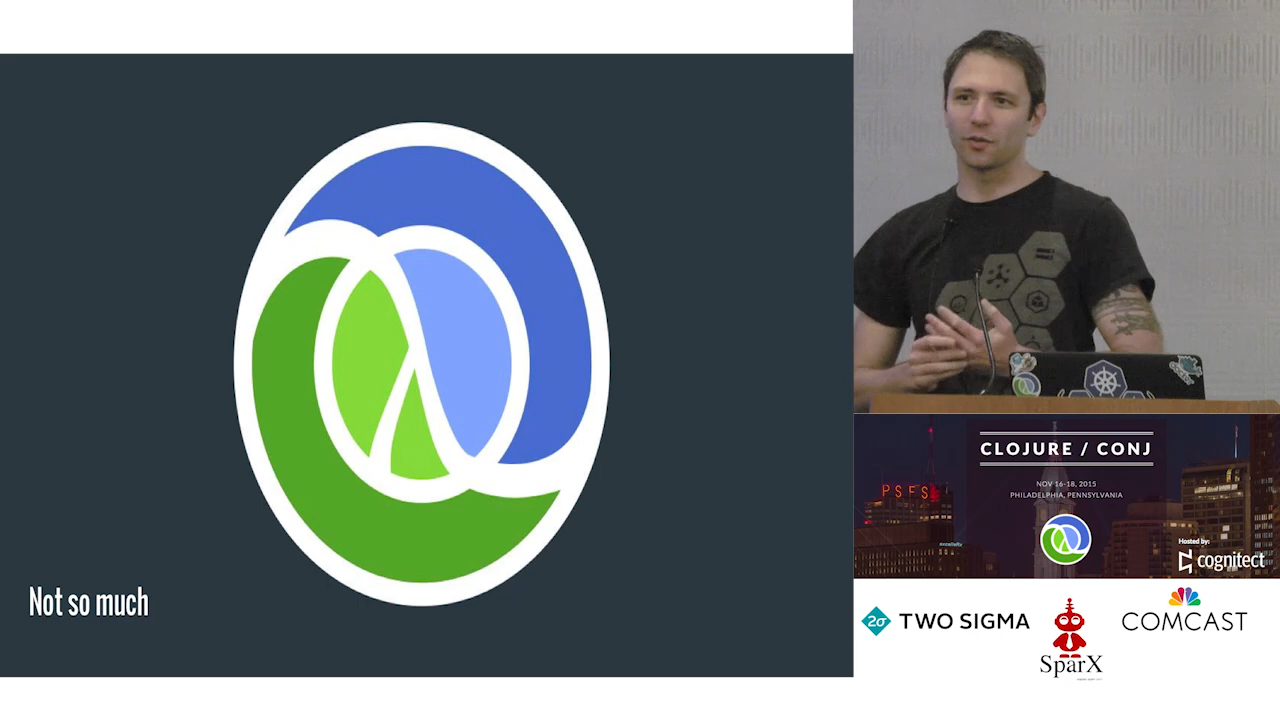 Not so much
CLOJURE / CONJ
NOV 16-18, 2015
PHILADELPHIA, PENNSYLVANIA
PSFS
Hosted by:
cognitect
2σ TWO SIGMA
COMCAST
SparX